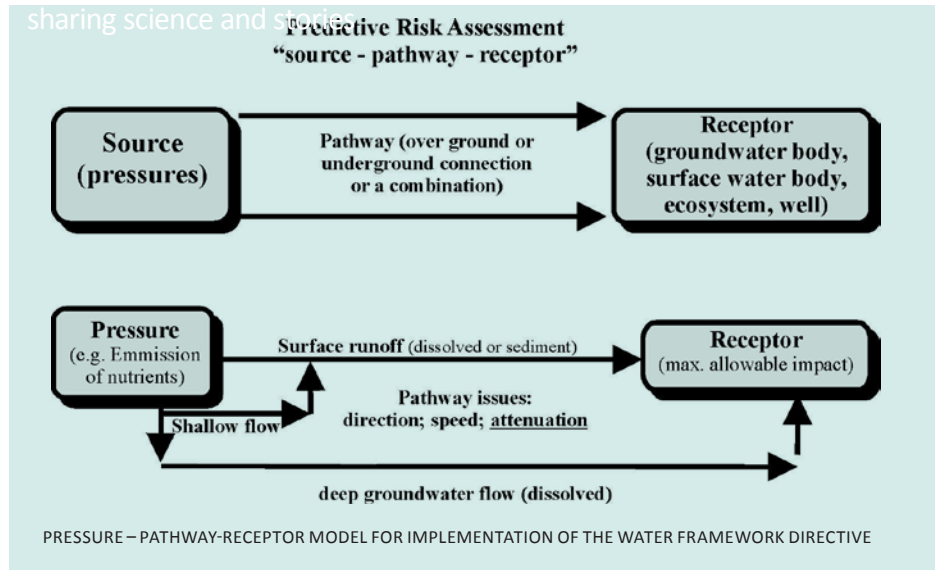 sharing science and stories
Predictive Risk Assessment
“source - pathway - receptor”
Source
(pressures)
Pathway (over ground or
underground connection
or a combination)
Receptor
(groundwater body,
surface water body,
ecosystem, well)
Pressure
(e.g. Emmission
of nutrients)
Surface runoff (dissolved or sediment)
Receptor
(max. allowable impact)
Pathway issues:
direction; speed; attenuation
Shallow flow
deep groundwater flow (dissolved)
PRESSURE – PATHWAY-RECEPTOR MODEL FOR IMPLEMENTATION OF THE WATER FRAMEWORK DIRECTIVE